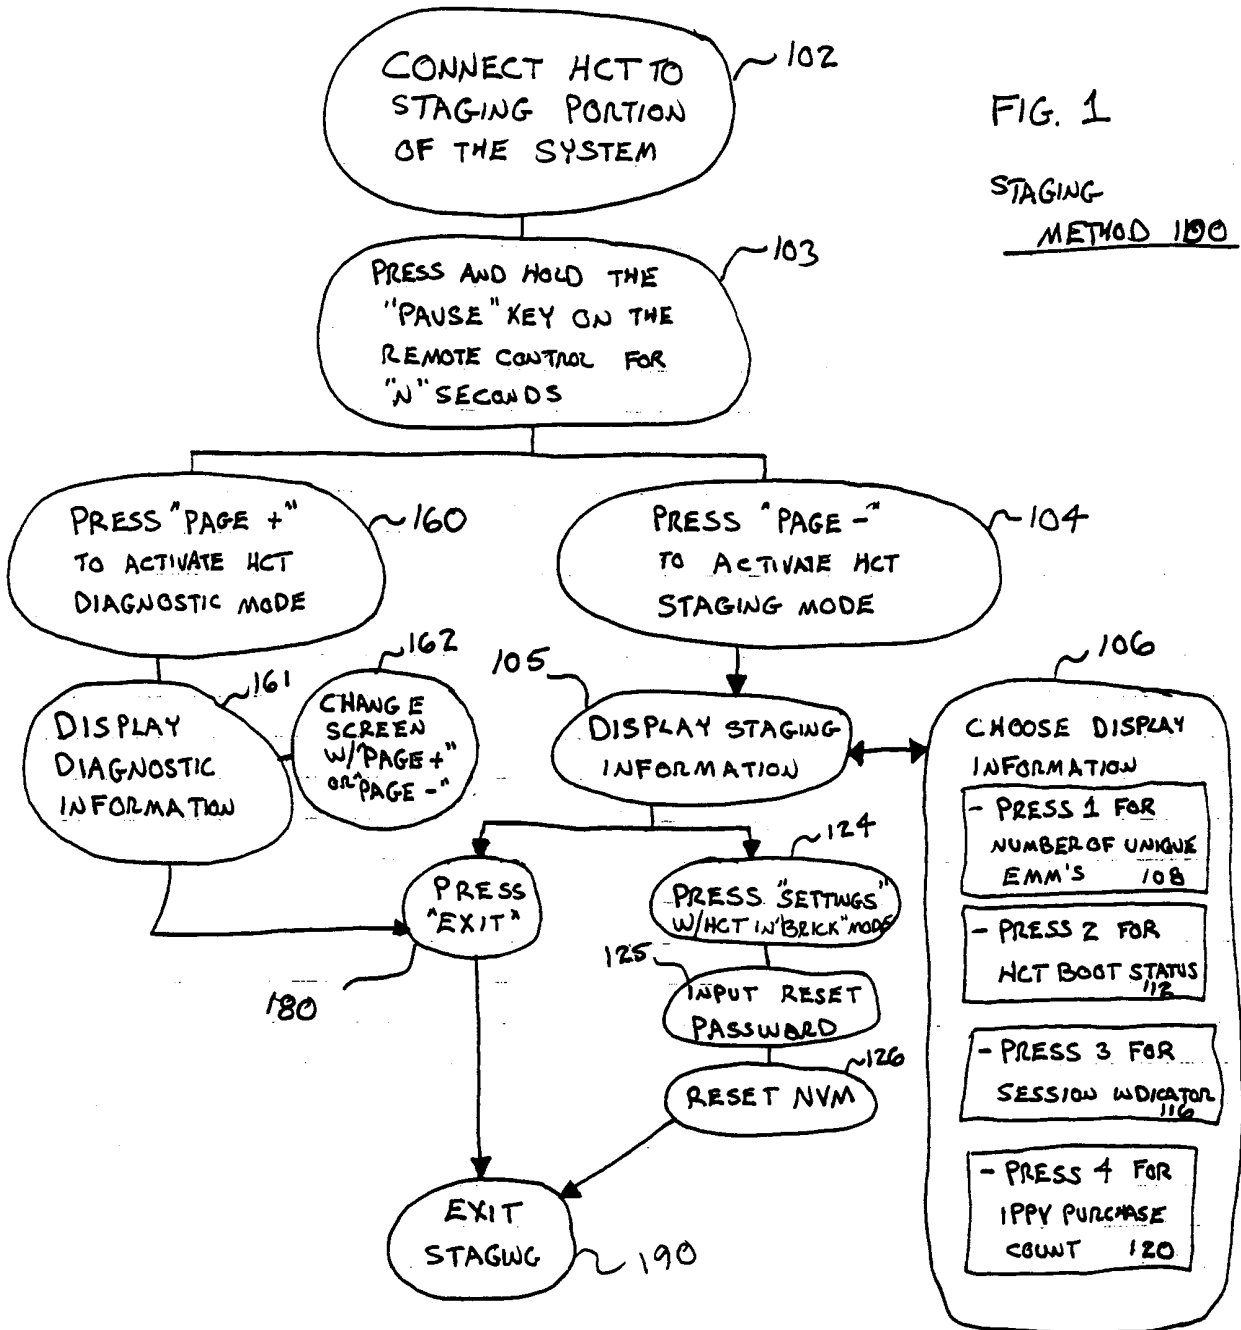 CONNECT HCT TO
STAGING PORTION
OF THE SYSTEM
102
FIG. 1
STAGING
METHOD 100
103
PRESS AND HOLD THE
"PAUSE" KEY ON THE
REMOTE CONTROL FOR
"N" SECONDS
PRESS "PAGE +"
TO ACTIVATE HCT
DIAGNOSTIC MODE
160
PRESS "PAGE -"
TO ACTIVATE HCT
STAGING MODE
104
161
DISPLAY
DIAGNOSTIC
INFORMATION
162
CHANGE
SCREEN
W/"PAGE +"
OR "PAGE -"
105
DISPLAY STAGING
INFORMATION
106
CHOOSE DISPLAY
INFORMATION
- PRESS 1 FOR
NUMBER OF UNIQUE
EMM'S 108
- PRESS 2 FOR
HCT BOOT STATUS
112
- PRESS 3 FOR
SESSION INDICATOR
116
- PRESS 4 FOR
IPPV PURCHASE
COUNT 120
PRESS
"EXIT"
180
124
PRESS "SETTINGS"
W/HCT IN "BRICK" MODE
125
INPUT RESET
PASSWORD
126
RESET NVM
EXIT
STAGING
190